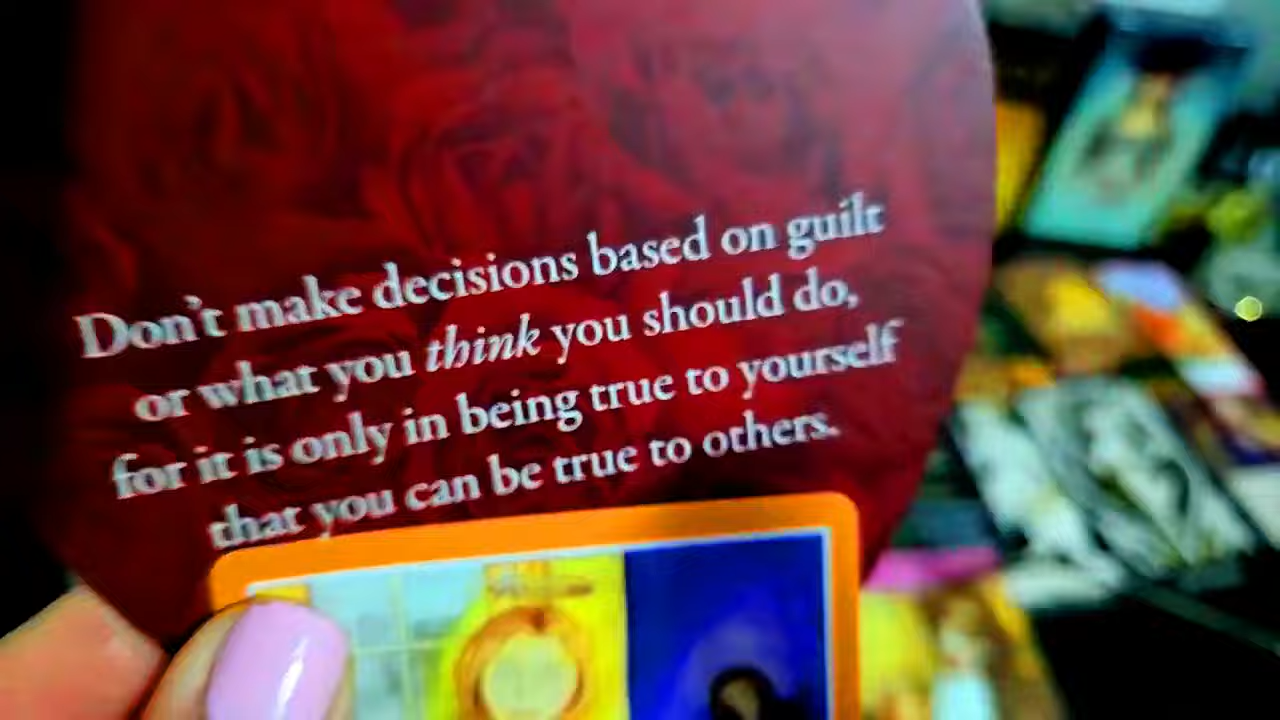 Don't make decisions based on guilt
or what you think you should do,
for it is only in being true to yourself
that you can be true to others.